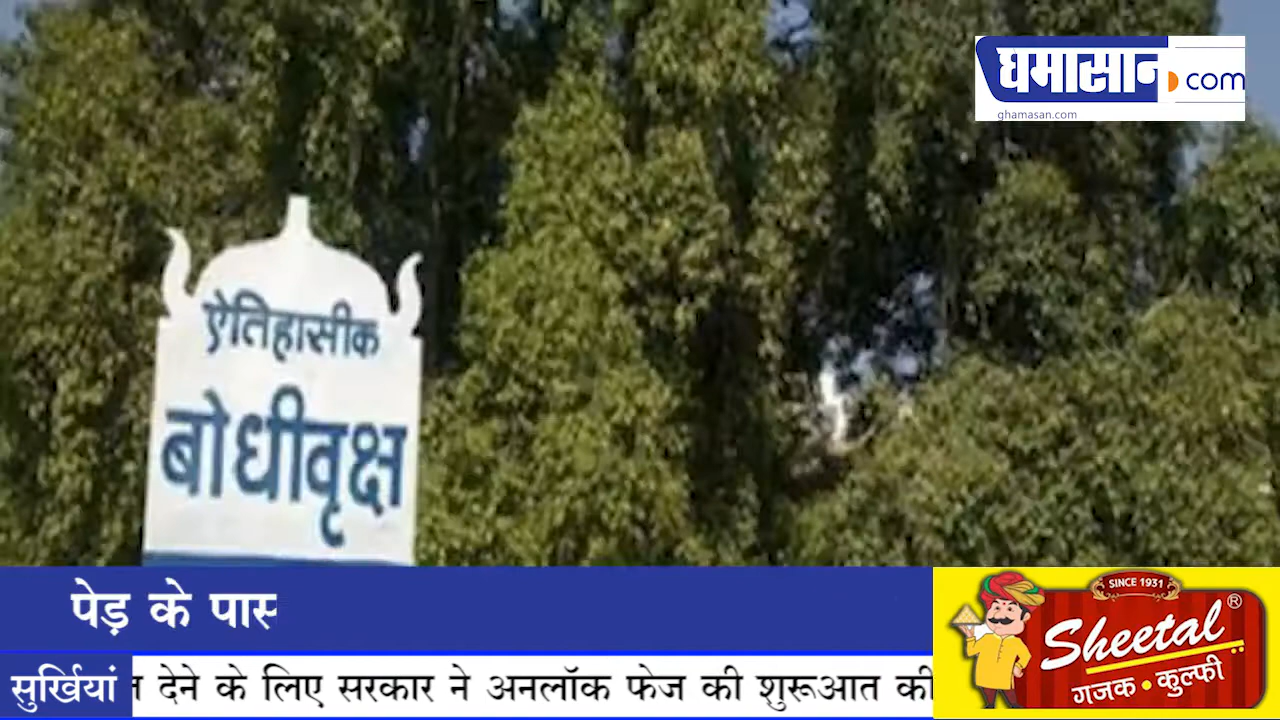 घमासान.com
ghamasan.com
ऐतिहासीक
बोधीवृक्ष
पेड़ के पास
सुर्खियां
देने के लिए सरकार ने अनलॉक फेज की शुरूआत की
SINCE 1931
Sheetal®
गजक • कुल्फी